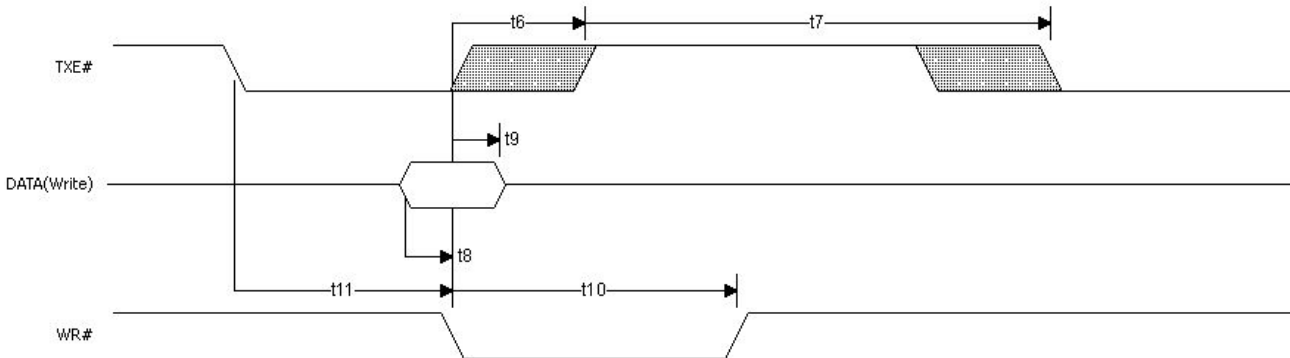 t6
t7
TXE#
t9
DATA(Write)
t8
t11
t10
WR#